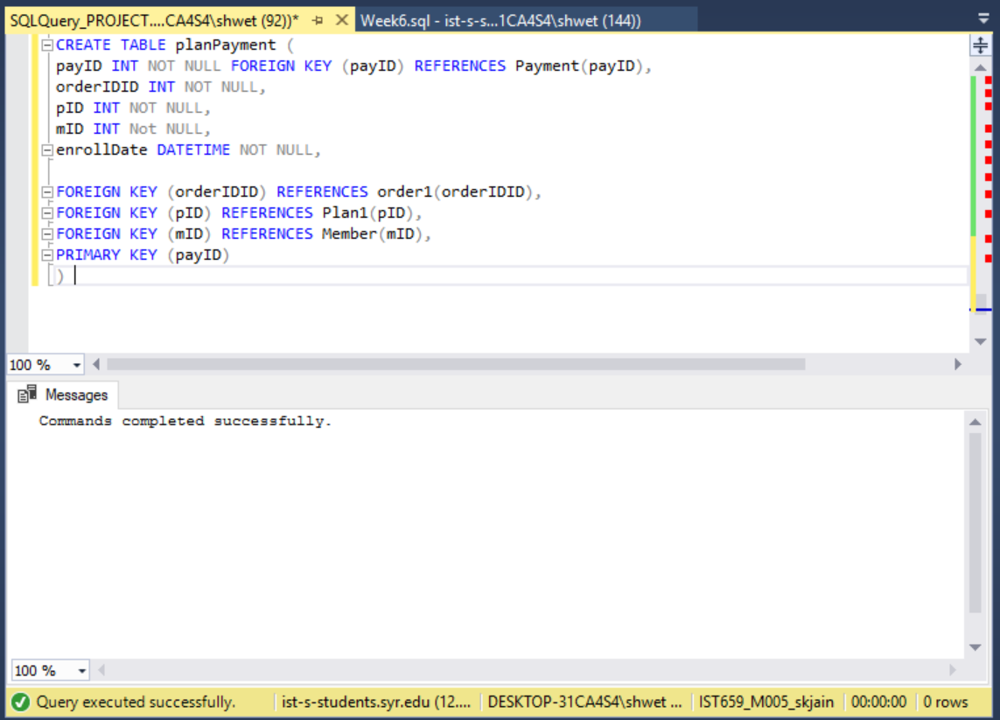 SQLQuery_PROJECT....CA4S4\shwet (92))* Week6.sql - ist-s-s...1CA4S4\shwet (144))
CREATE TABLE planPayment (
payID INT NOT NULL FOREIGN KEY (payID) REFERENCES Payment(payID),
orderIDID INT NOT NULL,
pID INT NOT NULL,
mID INT Not NULL,
enrollDate DATETIME NOT NULL,
FOREIGN KEY (orderIDID) REFERENCES order1(orderIDID),
FOREIGN KEY (pID) REFERENCES Plan1(pID),
FOREIGN KEY (mID) REFERENCES Member(mID),
PRIMARY KEY (payID)
)
100 %
Messages
Commands completed successfully.
100 %
Query executed successfully. ist-s-students.syr.edu (12.... DESKTOP-31CA4S4\shwet ... IST659_M005_skjain 00:00:00 0 rows